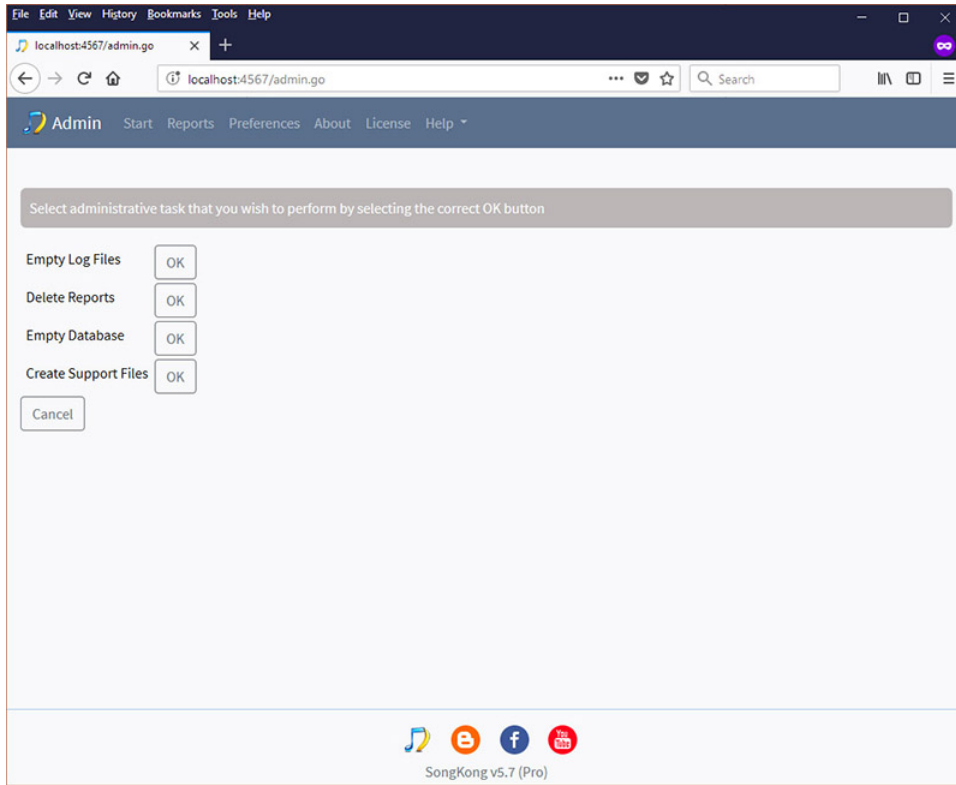 File Edit View History Bookmarks Tools Help
localhost:4567/admin.go
localhost:4567/admin.go
Search
Admin Start Reports Preferences About License Help
Select administrative task that you wish to perform by selecting the correct OK button
Empty Log Files OK
Delete Reports OK
Empty Database OK
Create Support Files OK
Cancel
You Tube
SongKong v5.7 (Pro)